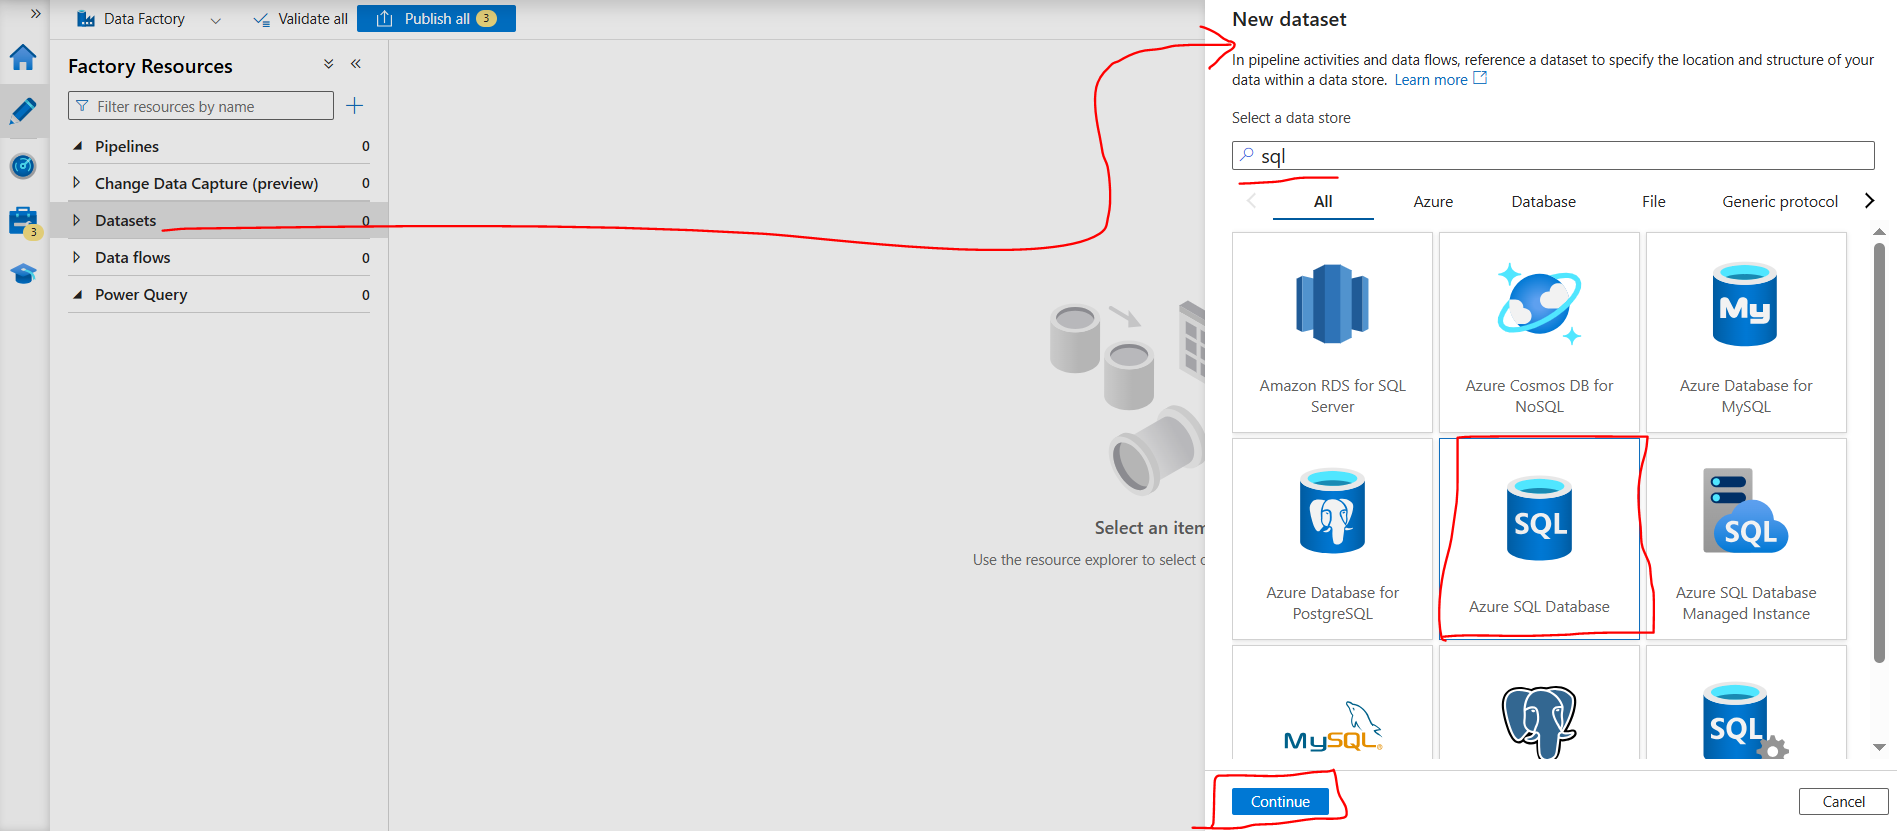 Data Factory
Validate all
Publish all 3
Factory Resources
Filter resources by name
Pipelines 0
Change Data Capture (preview) 0
Datasets 0
Data flows 0
Power Query 0
3
Select an item
Use the resource explorer to select
New dataset
In pipeline activities and data flows, reference a dataset to specify the location and structure of your
data within a data store. Learn more
Select a data store
sql
All Azure Database File Generic protocol
My
Amazon RDS for SQL
Server
Azure Cosmos DB for
NoSQL
Azure Database for
MySQL
SQL
SQL
Azure Database for
PostgreSQL
Azure SQL Database
Azure SQL Database
Managed Instance
MySQL
SQL
Continue
Cancel